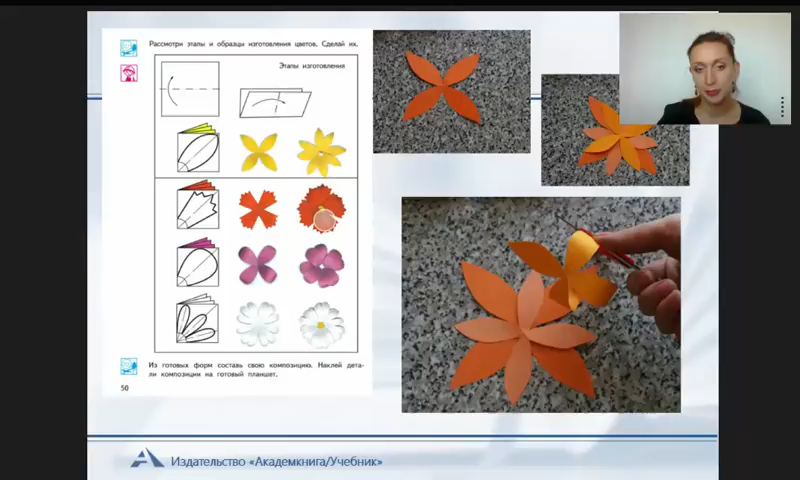 Рассмотри этапы и образцы изготовления цветов. Сделай их.
Этапы изготовления
Из готовых форм составь свою композицию. Наклей дета-
ли композиции на готовый планшет.
50
Издательство «Академкнига/Учебник»